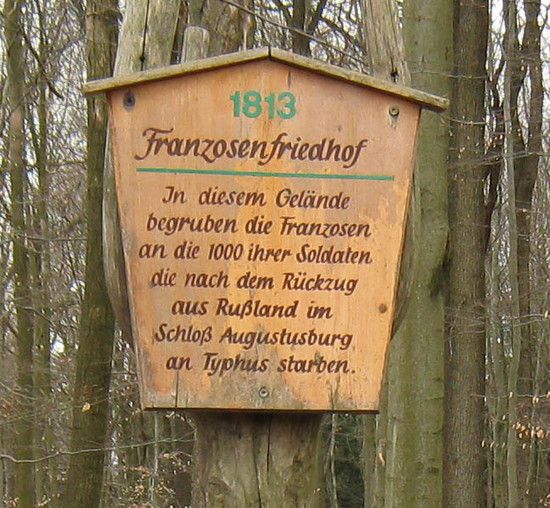 1813
Franzosenfriedhof
In diesem Gelände
begruben die Franzosen
an die 1000 ihrer Soldaten
die nach dem Rückzug
aus Rußland im
Schloß Augustusburg
an Typhus starben.